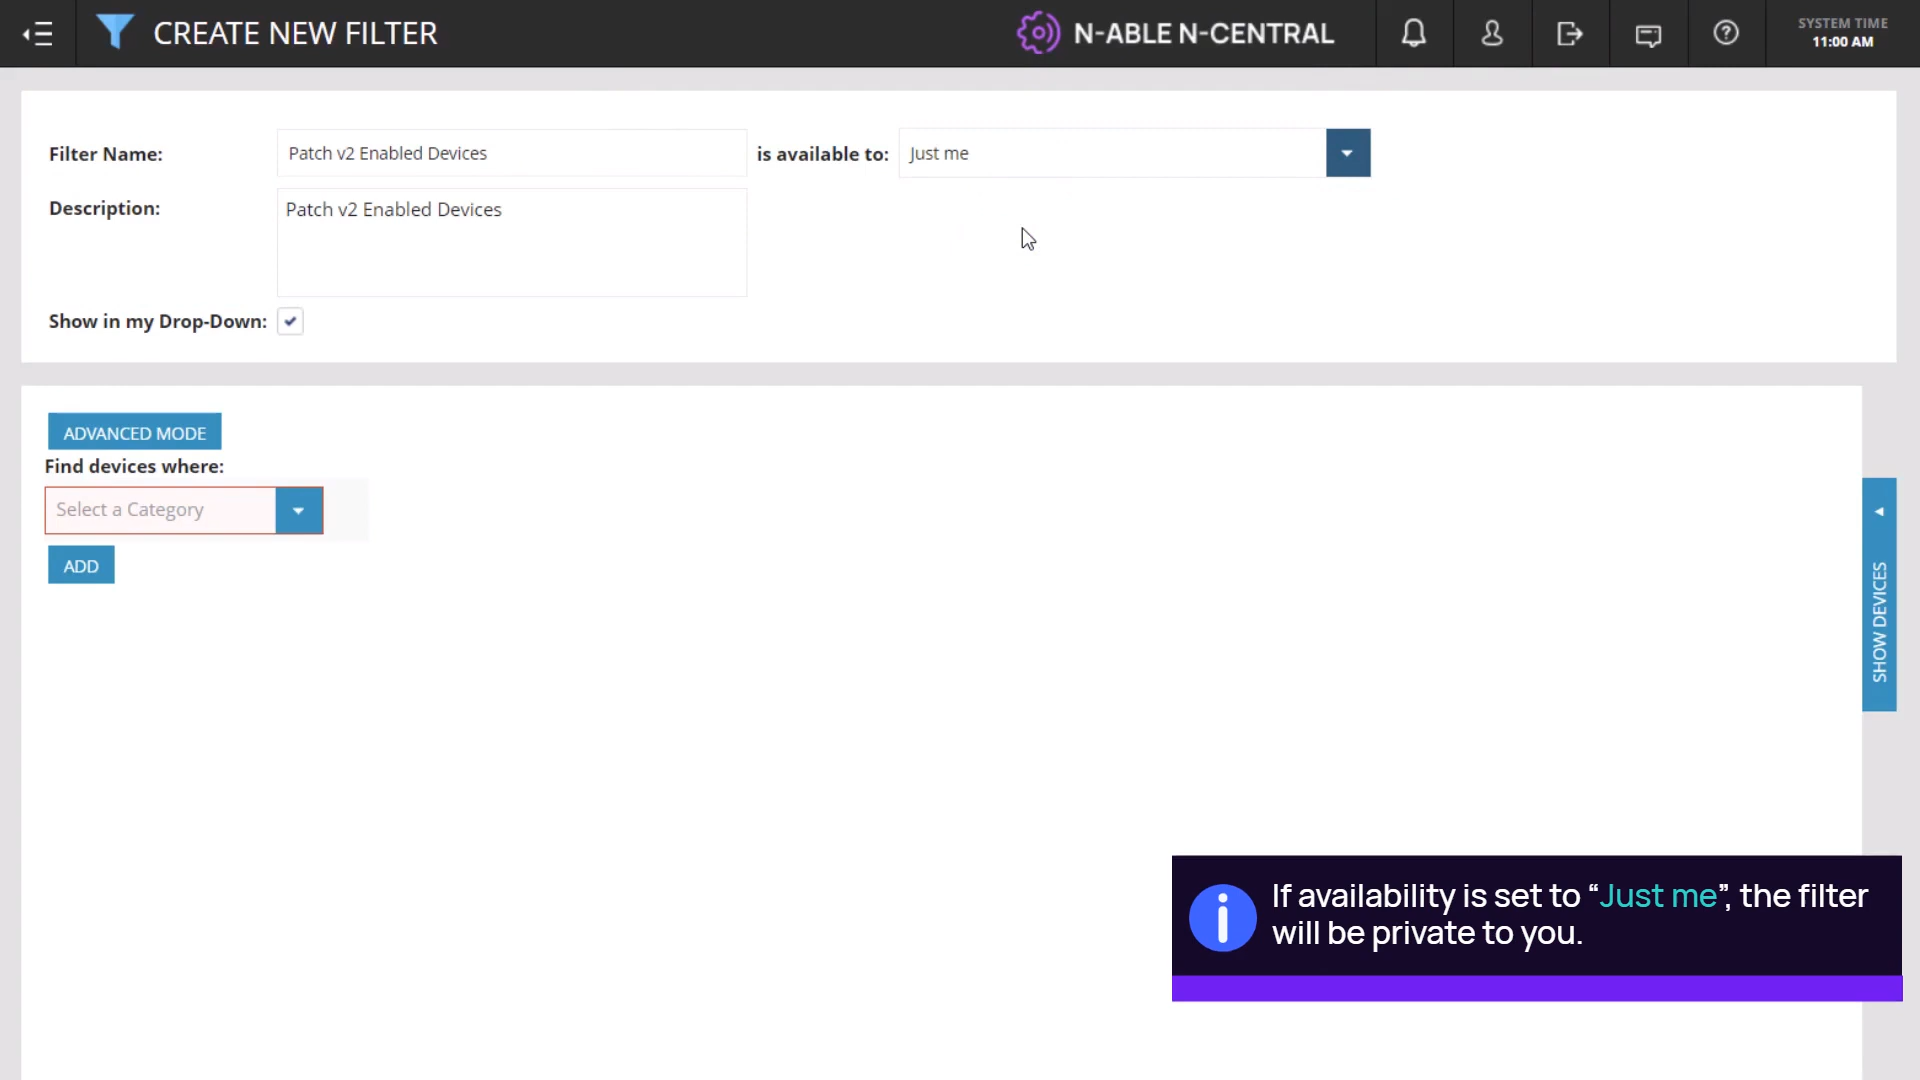 CREATE NEW FILTER
N-ABLE N-CENTRAL
SYSTEM TIME
11:00 AM
Filter Name:
Patch v2 Enabled Devices
is available to:
Just me
Description:
Patch v2 Enabled Devices
Show in my Drop-Down:
ADVANCED MODE
Find devices where:
Select a Category
ADD
SHOW DEVICES
If availability is set to “Just me”, the filter
will be private to you.